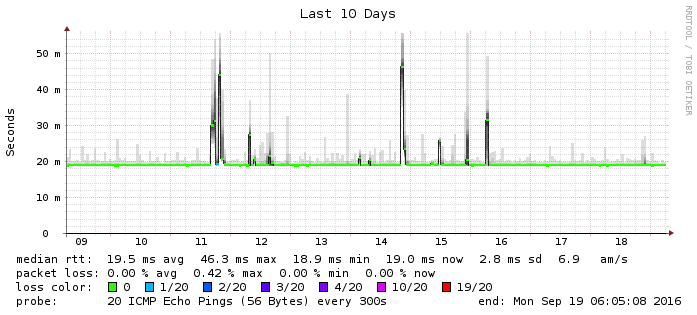 Last 10 Days
RRDTOOL / TOBI OETIKER
Seconds
50 m
40 m
30 m
20 m
10 m
0
09 10 11 12 13 14 15 16 17 18
median rtt: 19.5 ms avg 46.3 ms max 18.9 ms min 19.0 ms now 2.8 ms sd 6.9 am/s
packet loss: 0.00 % avg 0.42 % max 0.00 % min 0.00 % now
loss color: 0 1/20 2/20 3/20 4/20 10/20 19/20
probe: 20 ICMP Echo Pings (56 Bytes) every 300s end: Mon Sep 19 06:05:08 2016